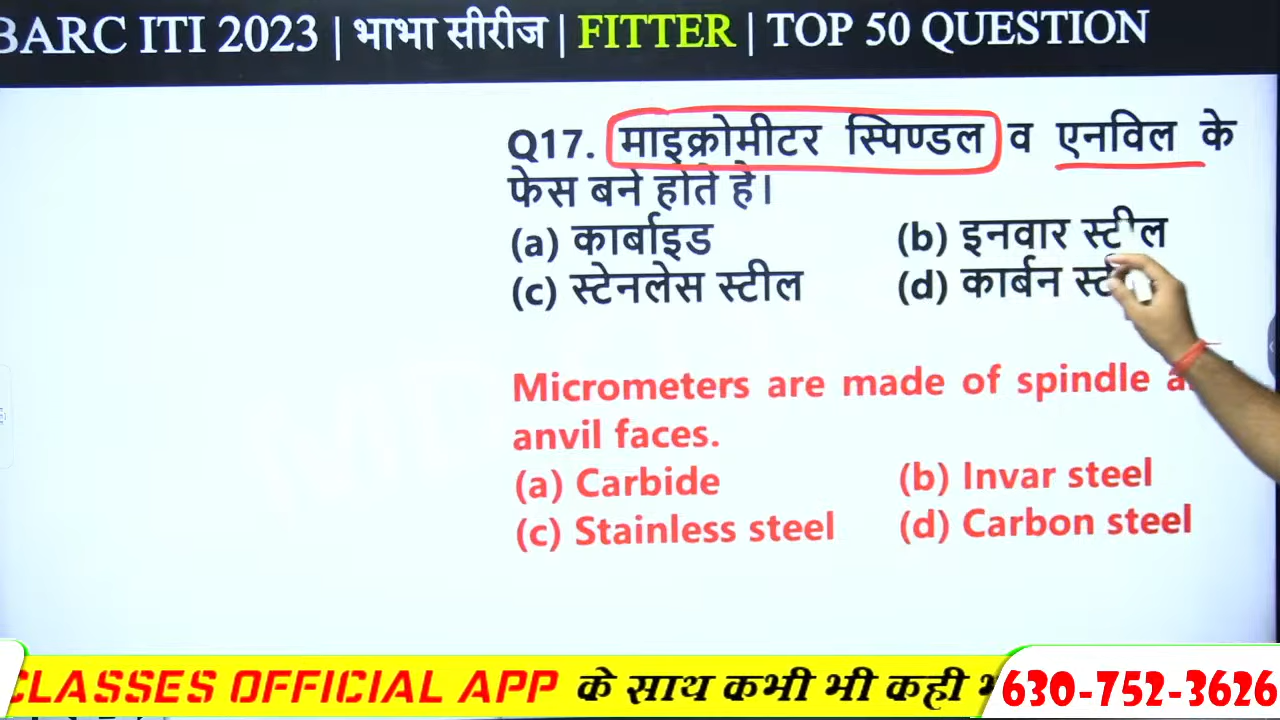 BARC ITI 2023 | भाभा सीरीज | FITTER | TOP 50 QUESTION
Q17. माइक्रोमीटर स्पिण्डल व एनविल के
फेस बने होते है।
(a) कार्बाइड (b) इनवार स्टील
(c) स्टेनलेस स्टील (d) कार्बन
Micrometers are made of spindle
anvil faces.
(a) Carbide (b) Invar steel
(c) Stainless steel (d) Carbon steel
CLASSES OFFICIAL APP के साथ कभी भी कही
630-752-3626